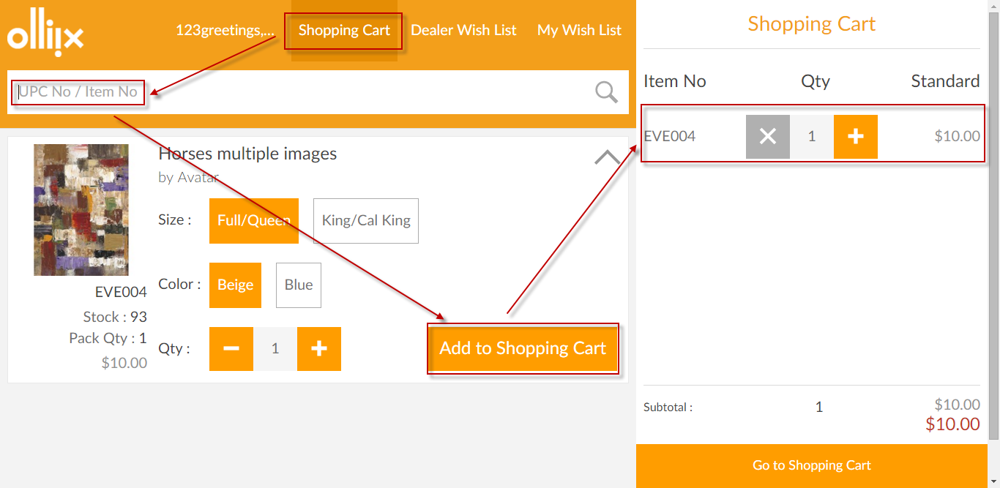 olliix
123greetings,...
Shopping Cart
Dealer Wish List
My Wish List
UPC No / Item No
Horses multiple images
by Avatar
Size :
Full/Queen
King/Cal King
Color :
Beige
Blue
EVE004
Stock : 93
Pack Qty : 1
$10.00
Qty :
1
Add to Shopping Cart
Shopping Cart
Item No
Qty
Standard
EVE004
1
$10.00
Subtotal :
1
$10.00
$10.00
Go to Shopping Cart